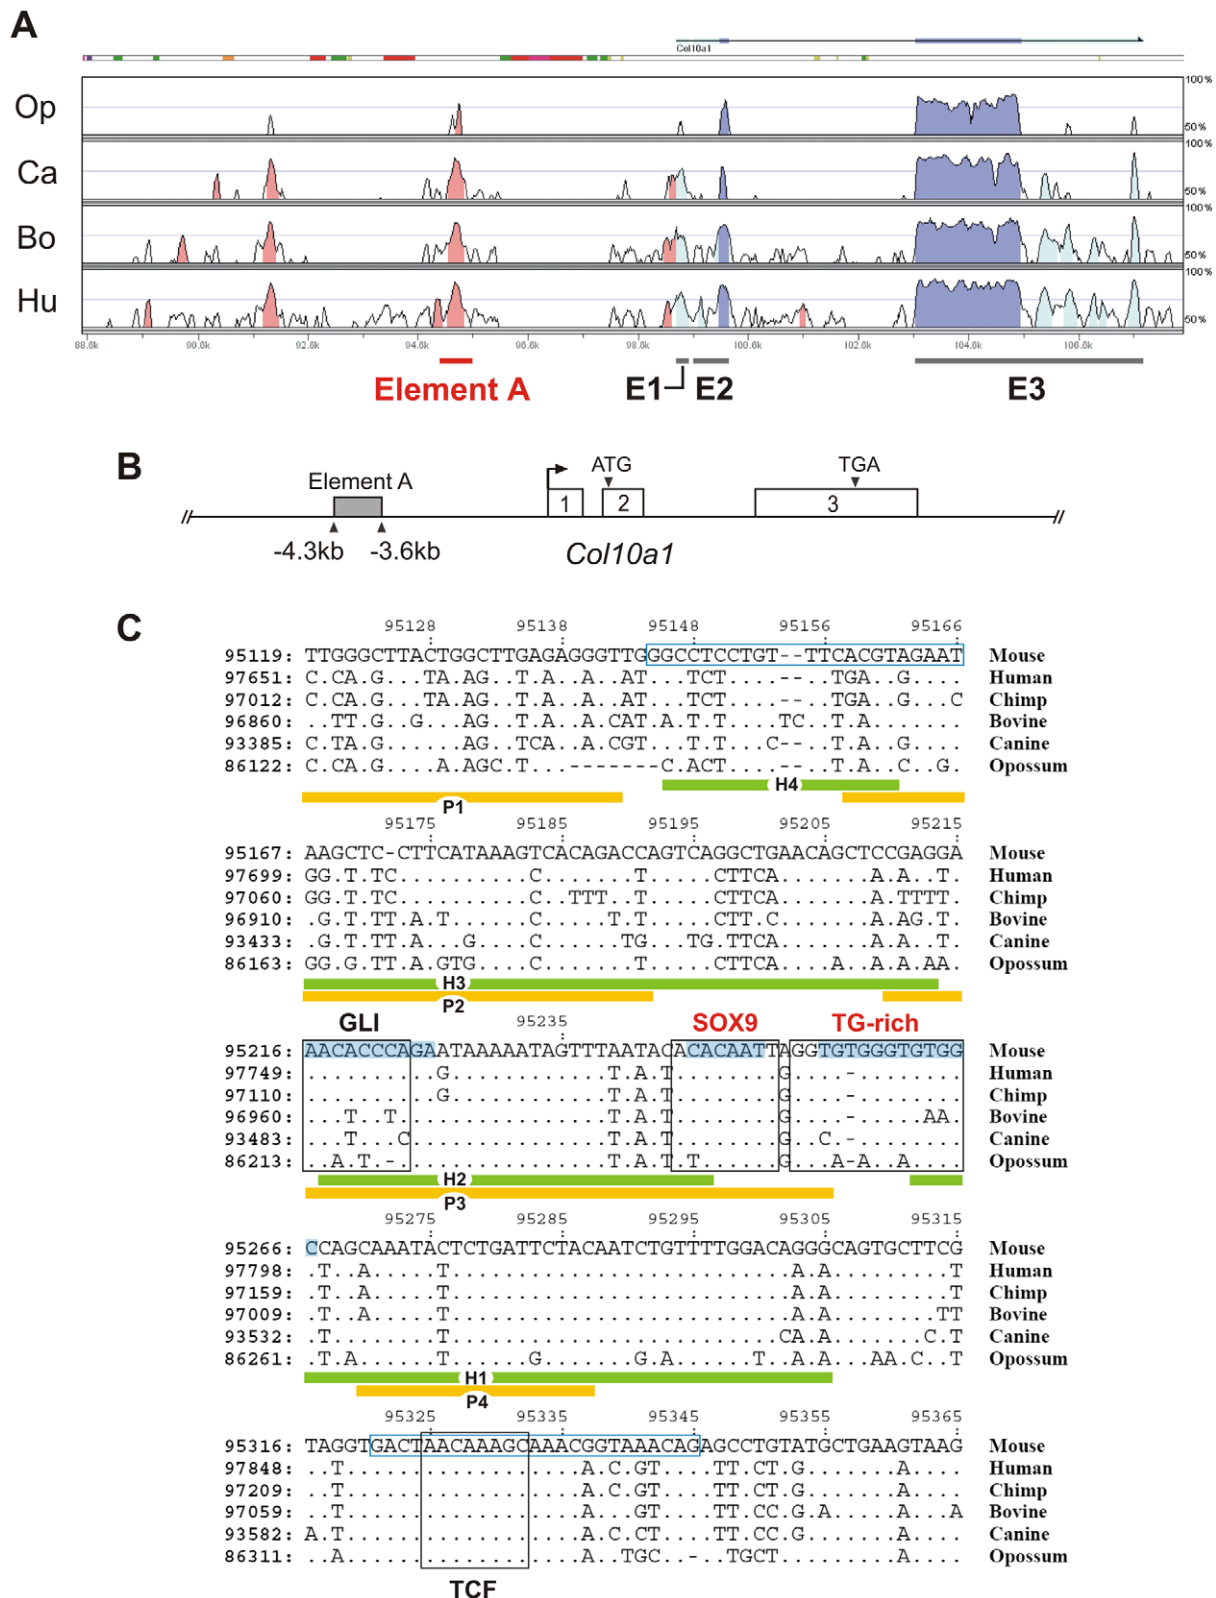 A
Col10a1
Op
100%
50%
Ca
100%
50%
Bo
100%
50%
Hu
100%
50%
88.0k 90.0k 92.0k 94.0k 96.0k 98.0k 100.0k 102.0k 104.0k 106.0k
Element A E1 E2 E3
B
Element A ATG TGA
1 2 3
-4.3kb -3.6kb Col10a1
C
95128 95138 95148 95156 95166
95119: TTGGGCTTACTGGCTTGAGAGGGTTGGGCCTCCTGT--TTCACGTAGAAT Mouse
97651: C.CA.G...TA.AG..T.A..A..AT...TCT....--..TGA..G.... Human
97012: C.CA.G...TA.AG..T.A..A..AT...TCT....--..TGA..G...C Chimp
96860: ..TT.G..G...AG..T.A..A.CAT.A.T.T....TC..T.A....... Bovine
93385: C.TA.G......AG..TCA..A.CGT...T.T...C--..T.A..G.... Canine
86122: C.CA.G....A.AGC.T...-------C.ACT....--..T.A..C..G. Opossum
H4
P1
95175 95185 95195 95205 95215
95167: AAGCTC-CTTCATAAAGTCACAGACCAGTCAGGCTGAACAGCTCCGAGGA Mouse
97699: GG.T.TC..........C.......T.....CTTCA.......A.A..T. Human
97060: GG.T.TC..........C..TTT..T.....CTTCA.......A.TTTT. Chimp
96910: .G.T.TT.A.T......C.....T.T.....CTT.C.......A.AG.T. Bovine
93433: .G.T.TT.A...G....C......TG...TG.TTCA.......A.A..T. Canine
86163: GG.G.TT.A.GTG....C.......T.....CTTCA....A..A.A.AA. Opossum
H3
P2
GLI 95235 SOX9 TG-rich
95216: AACACCCAGAATAAAAATAGTTTAATACACACAATTAGGTGTGGGTGTGG Mouse
97749: ..........G............T.A.T........G....-........ Human
97110: ..........G............T.A.T........G....-........ Chimp
96960: ...T..T................T.A.T........G....-.....AA. Bovine
93483: ...T...C...............T.A.T........G..C.-........ Canine
86213: ..A.T.-................T.A.T.T......G...A-A..A.... Opossum
H2
P3
95275 95285 95295 95305 95315
95266: CCAGCAAATACTCTGATTCTACAATCTGTTTTGGACAGGGCAGTGCTTCG Mouse
97798: .T..A.....T..........................A.A.........T Human
97159: .T..A.....T..........................A.A.........T Chimp
97009: .T..A.....T..........................A.A........TT Bovine
93532: .T........T.........................CA.A.......C.T Canine
86261: .T.A......T......G.......G.A......T..A.A...AA.C..T Opossum
H1
P4
95325 95335 95345 95355 95365
95316: TAGGTGACTAACAAAGCAAACGGTAAACAGAGCCTGTATGCTGAAGTAAG Mouse
97848: ..T..................A.C.GT....TT.CT.G.......A.... Human
97209: ..T..................A.C.GT....TT.CT.G.......A.... Chimp
97059: ..T..................A...GT....TT.CC.G.A.....A...A Bovine
93582: A.T..................A.C.CT....TT.CC.G.......A.... Canine
86311: ..A..................A..TGC..-..TGCT.........A.... Opossum
TCF